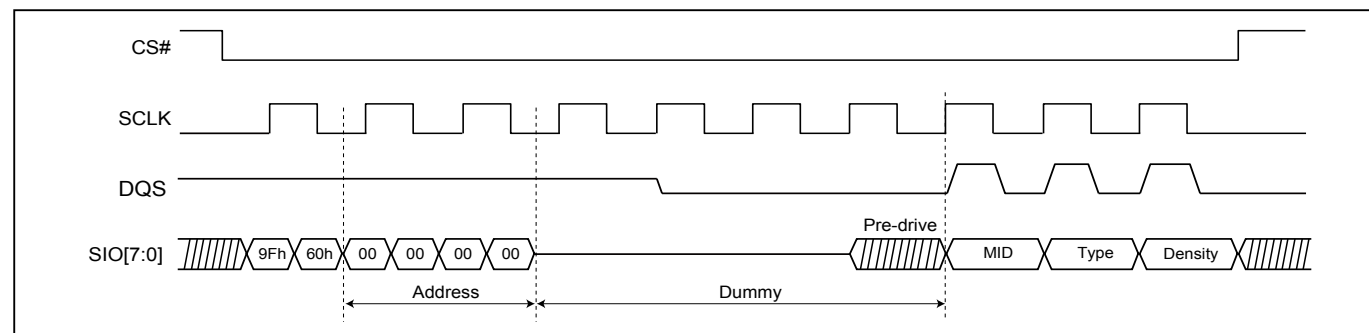 CS#
SCLK
DQS
Pre-drive
SIO[7:0] 9Fh 60h 00 00 00 00 MID Type Density
Address Dummy